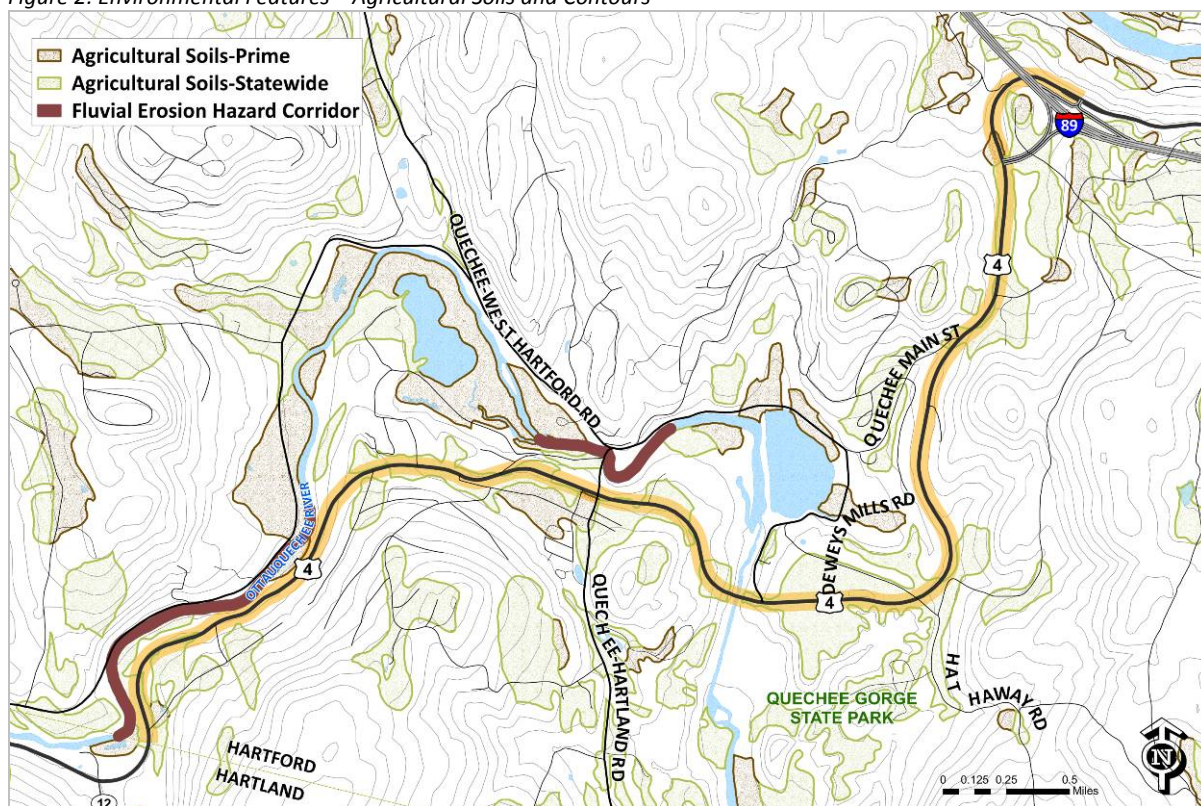 Figure 2: Environmental Features – Agricultural Soils and Contours
Agricultural Soils-Prime
Agricultural Soils-Statewide
Fluvial Erosion Hazard Corridor
89
QUECHEE-WEST HARTFORD RD
4
QUECHEE MAIN ST
OTTAUQUECHEE RIVER
4
DEWEYS MILLS RD
4
QUECHEE-HARTLAND RD
HATHAWAY RD
QUECHEE GORGE
STATE PARK
HARTFORD
HARTLAND
12
N
0 0.125 0.25 0.5
Miles